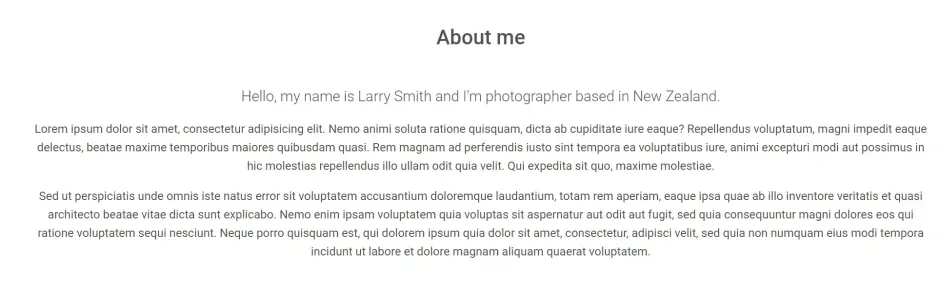 About me
Hello, my name is Larry Smith and I'm photographer based in New Zealand.
Lorem ipsum dolor sit amet, consectetur adipisicing elit. Nemo animi soluta ratione quisquam, dicta ab cupiditate iure eaque? Repellendus voluptatum, magni impedit eaque
delectus, beatae maxime temporibus maiores quibusdam quasi. Rem magnam ad perferendis iusto sint tempora ea voluptatibus iure, animi excepturi modi aut possimus in
hic molestias repellendus illo ullam odit quia velit. Qui expedita sit quo, maxime molestiae.
Sed ut perspiciatis unde omnis iste natus error sit voluptatem accusantium doloremque laudantium, totam rem aperiam, eaque ipsa quae ab illo inventore veritatis et quasi
architecto beatae vitae dicta sunt explicabo. Nemo enim ipsam voluptatem quia voluptas sit aspernatur aut odit aut fugit, sed quia consequuntur magni dolores eos qui
ratione voluptatem sequi nesciunt. Neque porro quisquam est, qui dolorem ipsum quia dolor sit amet, consectetur, adipisci velit, sed quia non numquam eius modi tempora
incidunt ut labore et dolore magnam aliquam quaerat voluptatem.